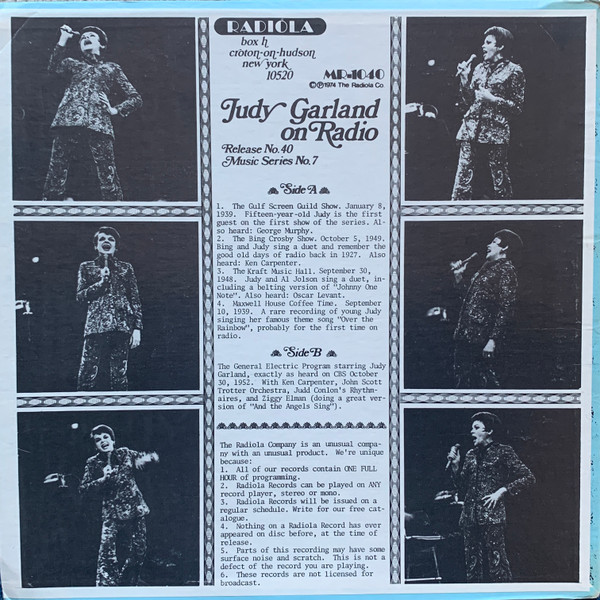 RADIOLA
box h
croton-on-hudson
new york
10520
MR-1040
©℗1974 The Radiola Co.
Judy Garland
on Radio
Release No. 40
Music Series No. 7
Side A
1. The Gulf Screen Guild Show. January 8,
1939. Fifteen-year-old Judy is the first
guest on the first show of the series. Al-
so heard: George Murphy.
2. The Bing Crosby Show. October 5, 1949.
Bing and Judy sing a duet and remember the
good old days of radio back in 1927. Also
heard: Ken Carpenter.
3. The Kraft Music Hall. September 30,
1948. Judy and Al Jolson sing a duet, in-
cluding a belting version of "Johnny One
Note". Also heard: Oscar Levant.
4. Maxwell House Coffee Time. September
10, 1939. A rare recording of young Judy
singing her famous theme song "Over the
Rainbow", probably for the first time on
radio.
Side B
The General Electric Program starring Judy
Garland, exactly as heard on CBS October
30, 1952. With Ken Carpenter, John Scott
Trotter Orchestra, Judd Conlon's Rhythm-
aires, and Ziggy Elman (doing a great ver-
sion of "And the Angels Sing").
The Radiola Company is an unusual compa-
ny with an unusual product. We're unique
because:
1. All of our records contain ONE FULL
HOUR of programming.
2. Radiola Records can be played on ANY
record player, stereo or mono.
3. Radiola Records will be issued on a
regular schedule. Write for our free cat-
alogue.
4. Nothing on a Radiola Record has ever
appeared on disc before, at the time of
release.
5. Parts of this recording may have some
surface noise and scratch. This is not a
defect of the record you are playing.
6. These records are not licensed for
broadcast.